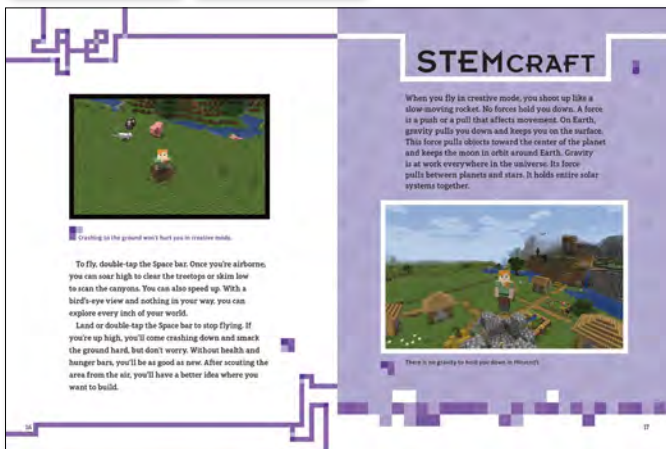 Crashing to the ground won't hurt you in creative mode.
To fly, double-tap the Space bar. Once you're airborne,
you can soar high to clear the treetops or skim low
to scan the canyons. You can also speed up. With a
bird's-eye view and nothing in your way, you can
explore every inch of your world.
Land or double-tap the Space bar to stop flying. If
you're up high, you'll come crashing down and smack
the ground hard, but don't worry. Without health and
hunger bars, you'll be as good as new. After scouting the
area from the air, you'll have a better idea where you
want to build.
16
STEMCRAFT
When you fly in creative mode, you shoot up like a
slow-moving rocket. No forces hold you down. A force
is a push or a pull that affects movement. On Earth,
gravity pulls you down and keeps you on the surface.
This force pulls objects toward the center of the planet
and keeps the moon in orbit around Earth. Gravity
is at work everywhere in the universe. Its force
pulls between planets and stars. It holds entire solar
systems together.
There is no gravity to hold you down in Minecraft.
17